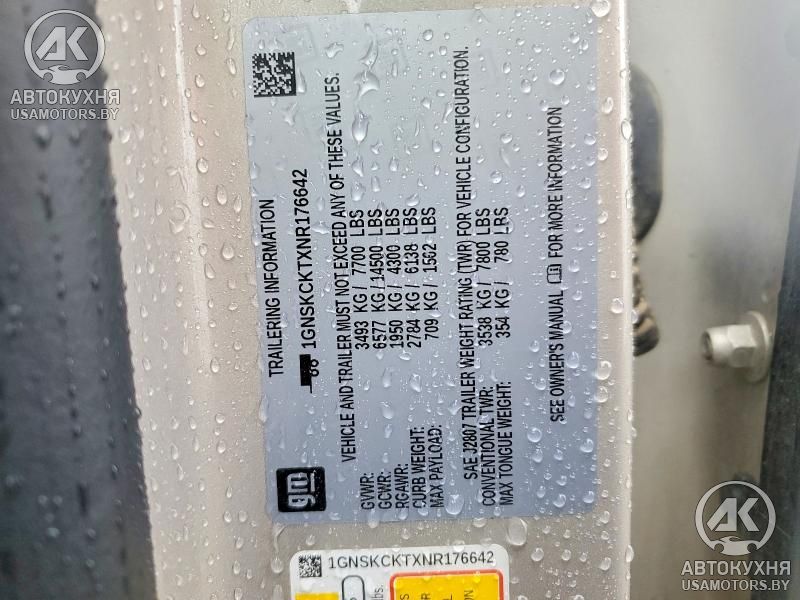 AK
АВТОКУХНЯ
USAMOTORS.BY
TRAILERING INFORMATION
1GNSKCKTXNR176642
VEHICLE AND TRAILER MUST NOT EXCEED ANY OF THESE VALUES.
GVWR: 3493 KG / 7700 LBS
GCWR: 6577 KG / 14500 LBS
RGAWR: 1950 KG / 4300 LBS
CURB WEIGHT: 2784 KG / 6138 LBS
MAX PAYLOAD: 709 KG / 1562 LBS
SAE J2807 TRAILER WEIGHT RATING (TWR) FOR VEHICLE CONFIGURATION.
CONVENTIONAL TWR: 3538 KG / 7800 LBS
MAX TONGUE WEIGHT: 354 KG / 780 LBS
SEE OWNER'S MANUAL FOR MORE INFORMATION
gm
1GNSKCKTXNR176642
lbs.
AK
АВТОКУХНЯ
USAMOTORS.BY